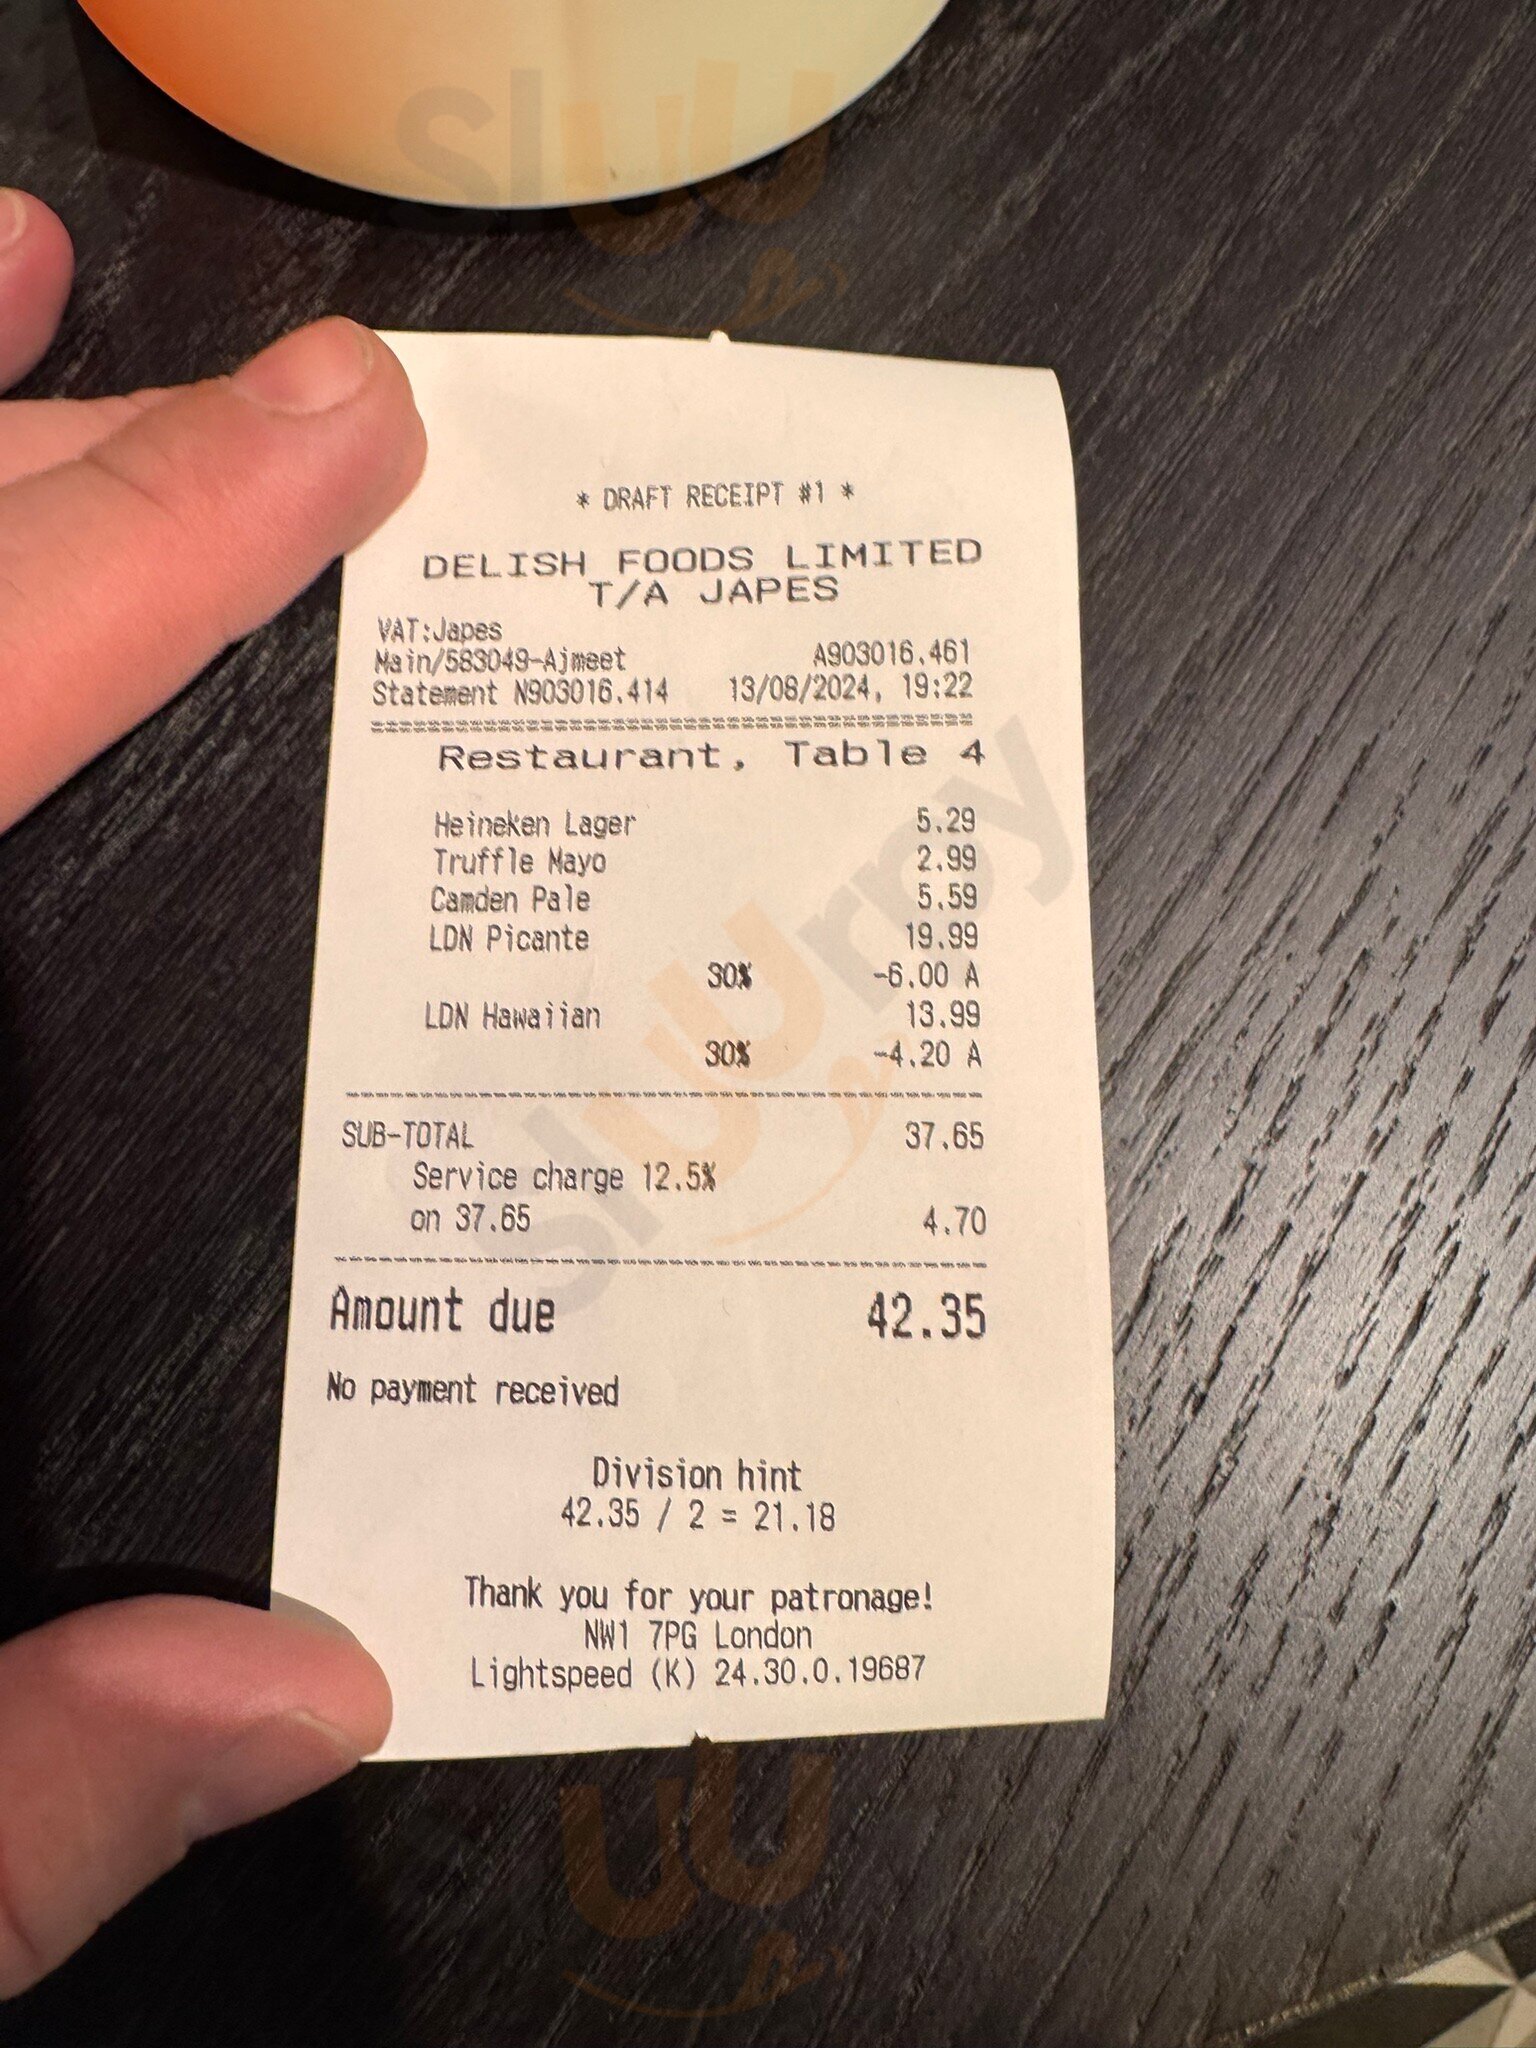 * DRAFT RECEIPT #1 *
DELISH FOODS LIMITED
T/A JAPES
VAT:Japes
Main/583049-Ajmeet A903016.461
Statement N903016.414 13/08/2024, 19:22
Restaurant, Table 4
Heineken Lager 5.29
Truffle Mayo 2.99
Camden Pale 5.59
LDN Picante 19.99
30% -6.00 A
LDN Hawaiian 13.99
30% -4.20 A
SUB-TOTAL 37.65
Service charge 12.5%
on 37.65 4.70
Amount due 42.35
No payment received
Division hint
42.35 / 2 = 21.18
Thank you for your patronage!
NW1 7PG London
Lightspeed (K) 24.30.0.19687
sluurpy